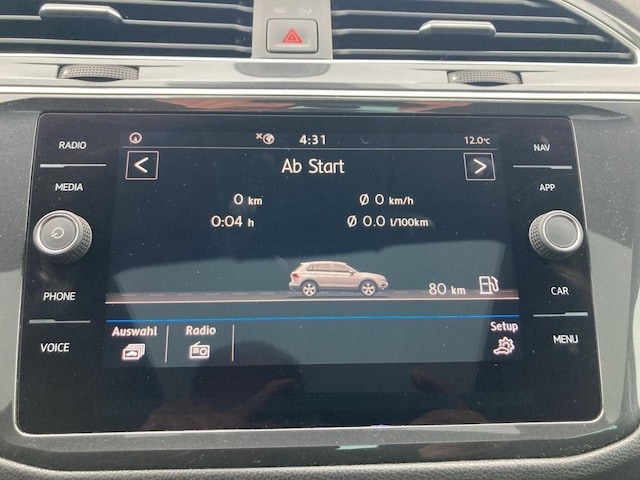 RADIO
MEDIA
PHONE
VOICE
NAV
APP
CAR
MENU
4:31
12.0°C
Ab Start
0 km
Ø 0 km/h
0:04 h
Ø 0.0 l/100km
80 km
Auswahl
Radio
Setup